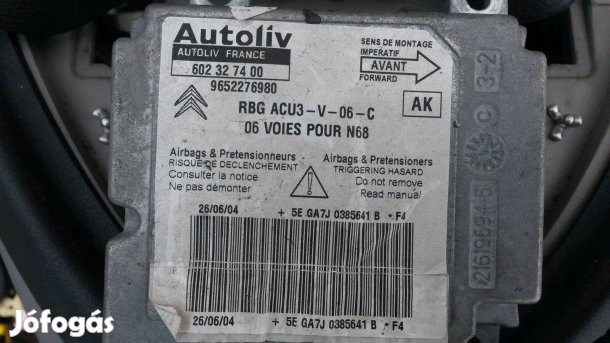 Autoliv
AUTOLIV FRANCE
602 32 74 00
9652276980
SENS DE MONTAGE
IMPERATIF
AVANT
FORWARD
RBG ACU3-V-06-C
AK
06 VOIES POUR N68
Airbags & Pretensionneurs
RISQUE DE DECLENCHEMENT
Consulter la notice
Ne pas démonter
Airbags & Pretensioners
TRIGGERING HASARD
Do not remove
Read manual
26/06/04 + 5E GA7J 0385641 B * F4
26/06/04 + 5E GA7J 0385641 B * F4
3-2
Jófogás